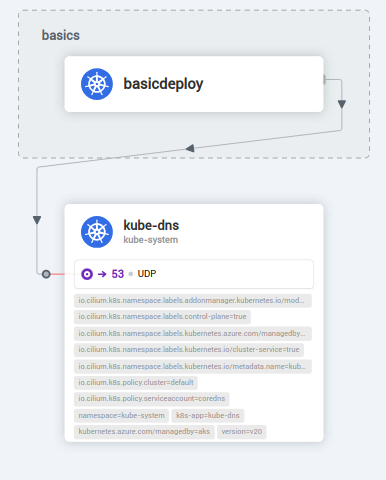 basics
basicdeploy
kube-dns
kube-system
53 UDP
io.cilium.k8s.namespace.labels.addonmanager.kubernetes.io/mod...
io.cilium.k8s.namespace.labels.control-plane=true
io.cilium.k8s.namespace.labels.kubernetes.azure.com/managedby...
io.cilium.k8s.namespace.labels.kubernetes.io/cluster-service=true
io.cilium.k8s.namespace.labels.kubernetes.io/metadata.name=kub...
io.cilium.k8s.policy.cluster=default
io.cilium.k8s.policy.serviceaccount=coredns
namespace=kube-system k8s-app=kube-dns
kubernetes.azure.com/managedby=aks version=v20